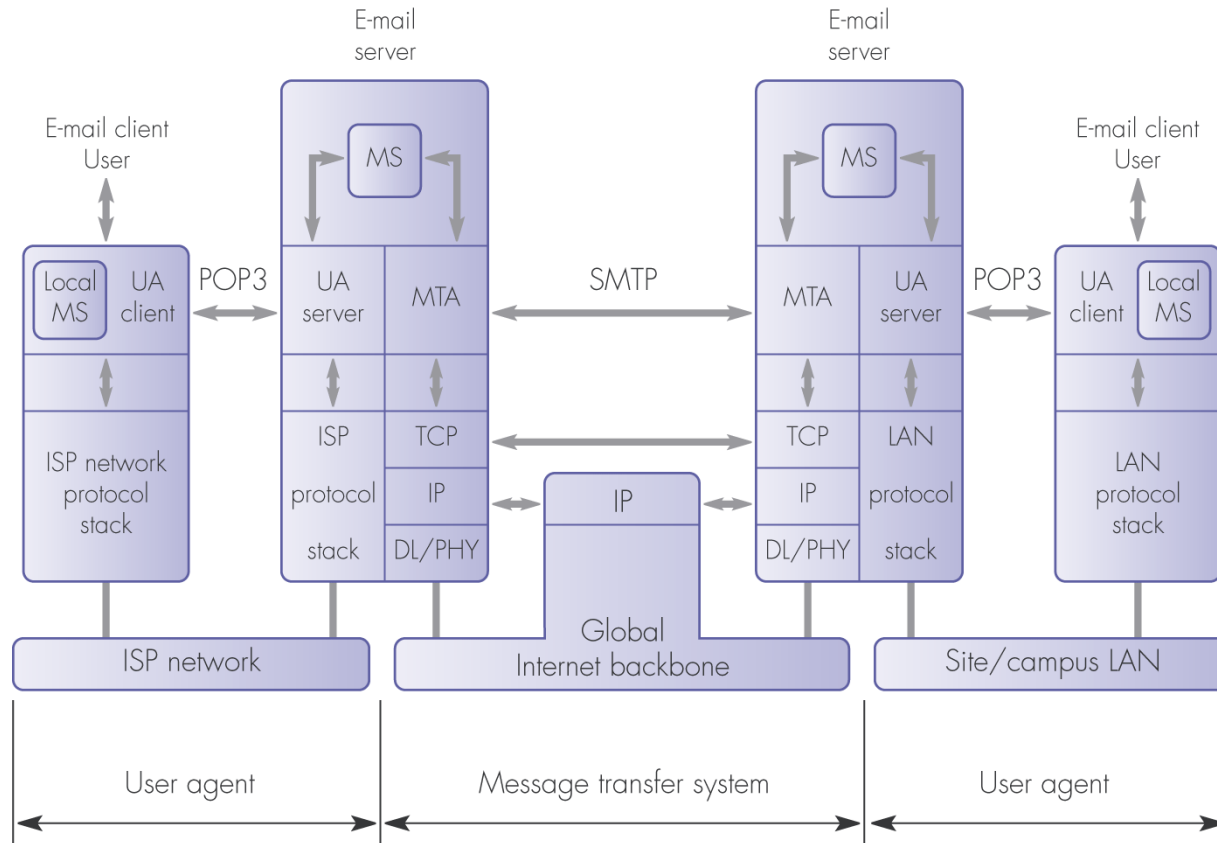 E-mail
server
E-mail
server
E-mail client
User
E-mail client
User
MS
MS
Local
MS
UA
client
POP3
UA
server
MTA
SMTP
MTA
UA
server
POP3
UA
client
Local
MS
ISP network
protocol
stack
ISP
protocol
stack
TCP
IP
DL/PHY
IP
TCP
IP
DL/PHY
LAN
protocol
stack
LAN
protocol
stack
ISP network
Global
Internet backbone
Site/campus LAN
User agent
Message transfer system
User agent